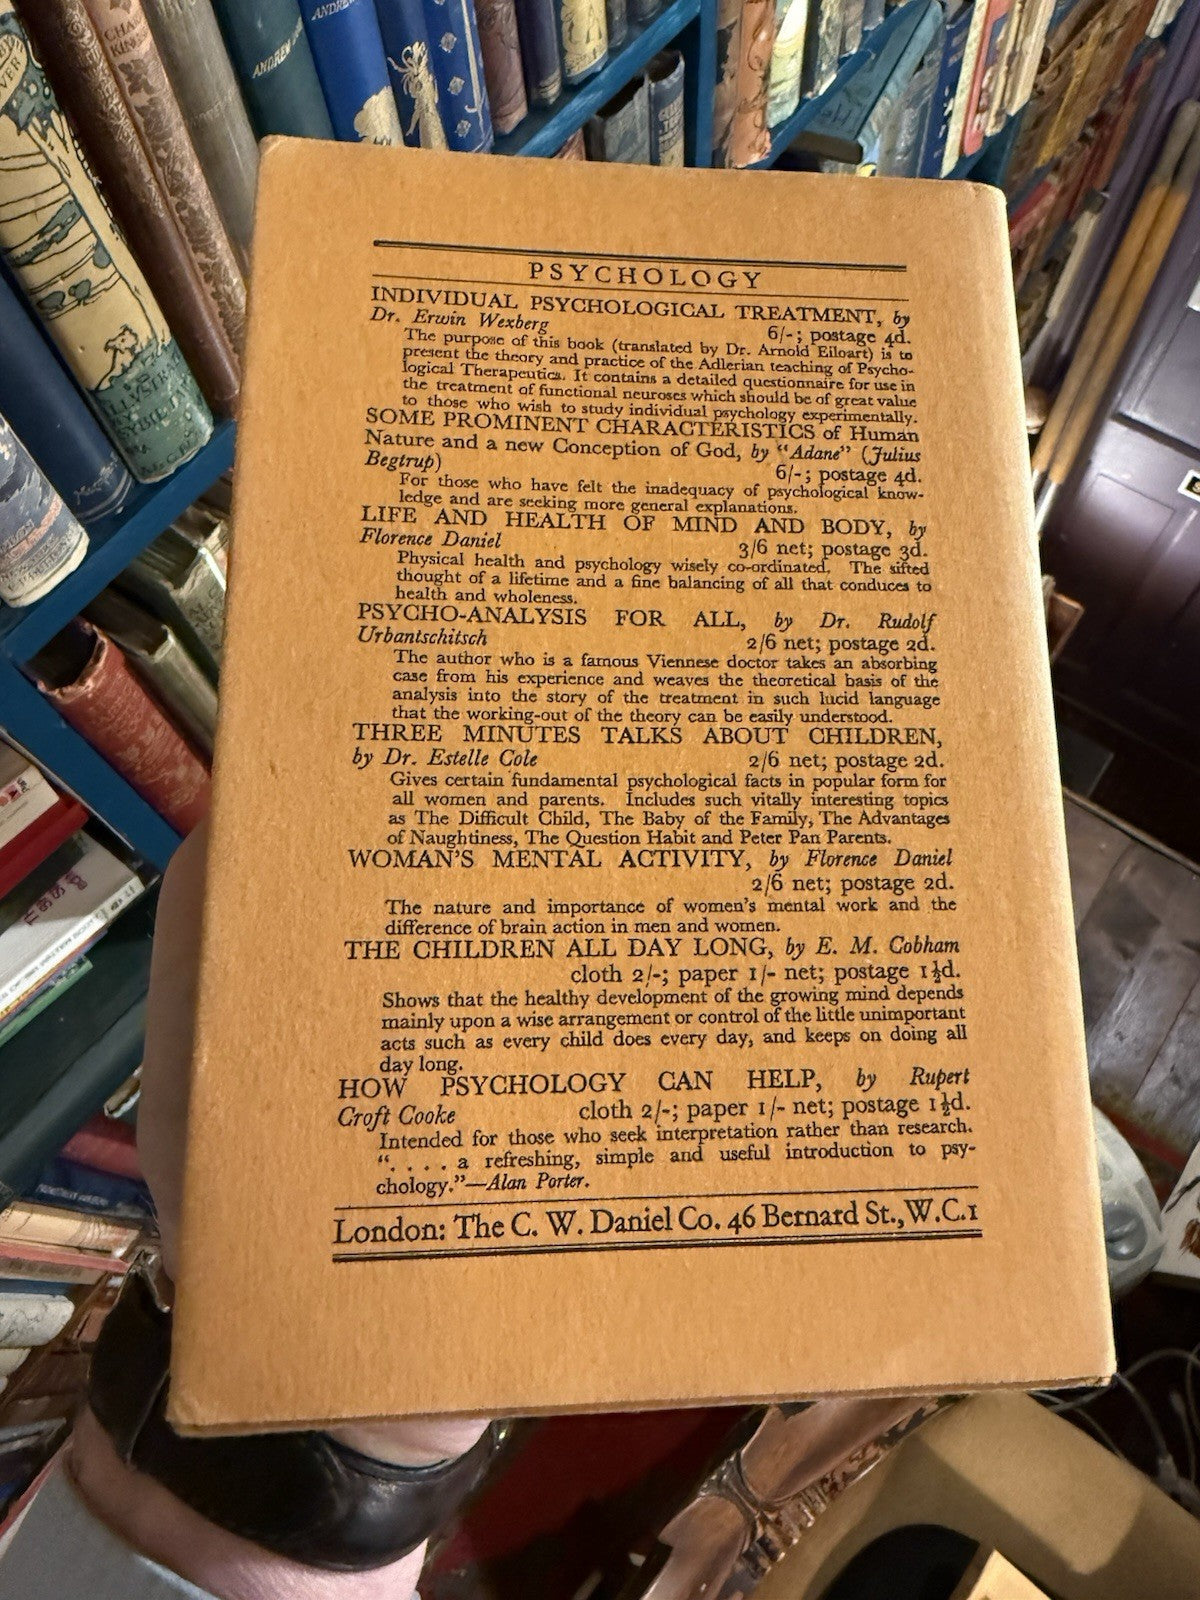 CHA
KING
ANDREW
ANDREW
PSYCHOLOGY
INDIVIDUAL PSYCHOLOGICAL TREATMENT, by
Dr. Erwin Wexberg 6/-; postage 4d.
The purpose of this book (translated by Dr. Arnold Eiloart) is to
present the theory and practice of the Adlerian teaching of Psycho-
logical Therapeutics. It contains a detailed questionnaire for use in
the treatment of functional neuroses which should be of great value
to those who wish to study individual psychology experimentally.
SOME PROMINENT CHARACTERISTICS of Human
Nature and a new Conception of God, by "Adane" (Julius
Begtrup) 6/-; postage 4d.
For those who have felt the inadequacy of psychological know-
ledge and are seeking more general explanations.
LIFE AND HEALTH OF MIND AND BODY, by
Florence Daniel 3/6 net; postage 3d.
Physical health and psychology wisely co-ordinated. The sifted
thought of a lifetime and a fine balancing of all that conduces to
health and wholeness.
PSYCHO-ANALYSIS FOR ALL, by Dr. Rudolf
Urbantschitsch 2/6 net; postage 2d.
The author who is a famous Viennese doctor takes an absorbing
case from his experience and weaves the theoretical basis of the
analysis into the story of the treatment in such lucid language
that the working-out of the theory can be easily understood.
THREE MINUTES TALKS ABOUT CHILDREN,
by Dr. Estelle Cole 2/6 net; postage 2d.
Gives certain fundamental psychological facts in popular form for
all women and parents. Includes such vitally interesting topics
as The Difficult Child, The Baby of the Family, The Advantages
of Naughtiness, The Question Habit and Peter Pan Parents.
WOMAN'S MENTAL ACTIVITY, by Florence Daniel
2/6 net; postage 2d.
The nature and importance of women's mental work and the
difference of brain action in men and women.
THE CHILDREN ALL DAY LONG, by E. M. Cobham
cloth 2/-; paper 1/- net; postage 1½d.
Shows that the healthy development of the growing mind depends
mainly upon a wise arrangement or control of the little unimportant
acts such as every child does every day, and keeps on doing all
day long.
HOW PSYCHOLOGY CAN HELP, by Rupert
Croft Cooke cloth 2/-; paper 1/- net; postage 1½d.
Intended for those who seek interpretation rather than research.
". . . . a refreshing, simple and useful introduction to psy-
chology."—Alan Porter.
London: The C. W. Daniel Co. 46 Bernard St., W.C.1